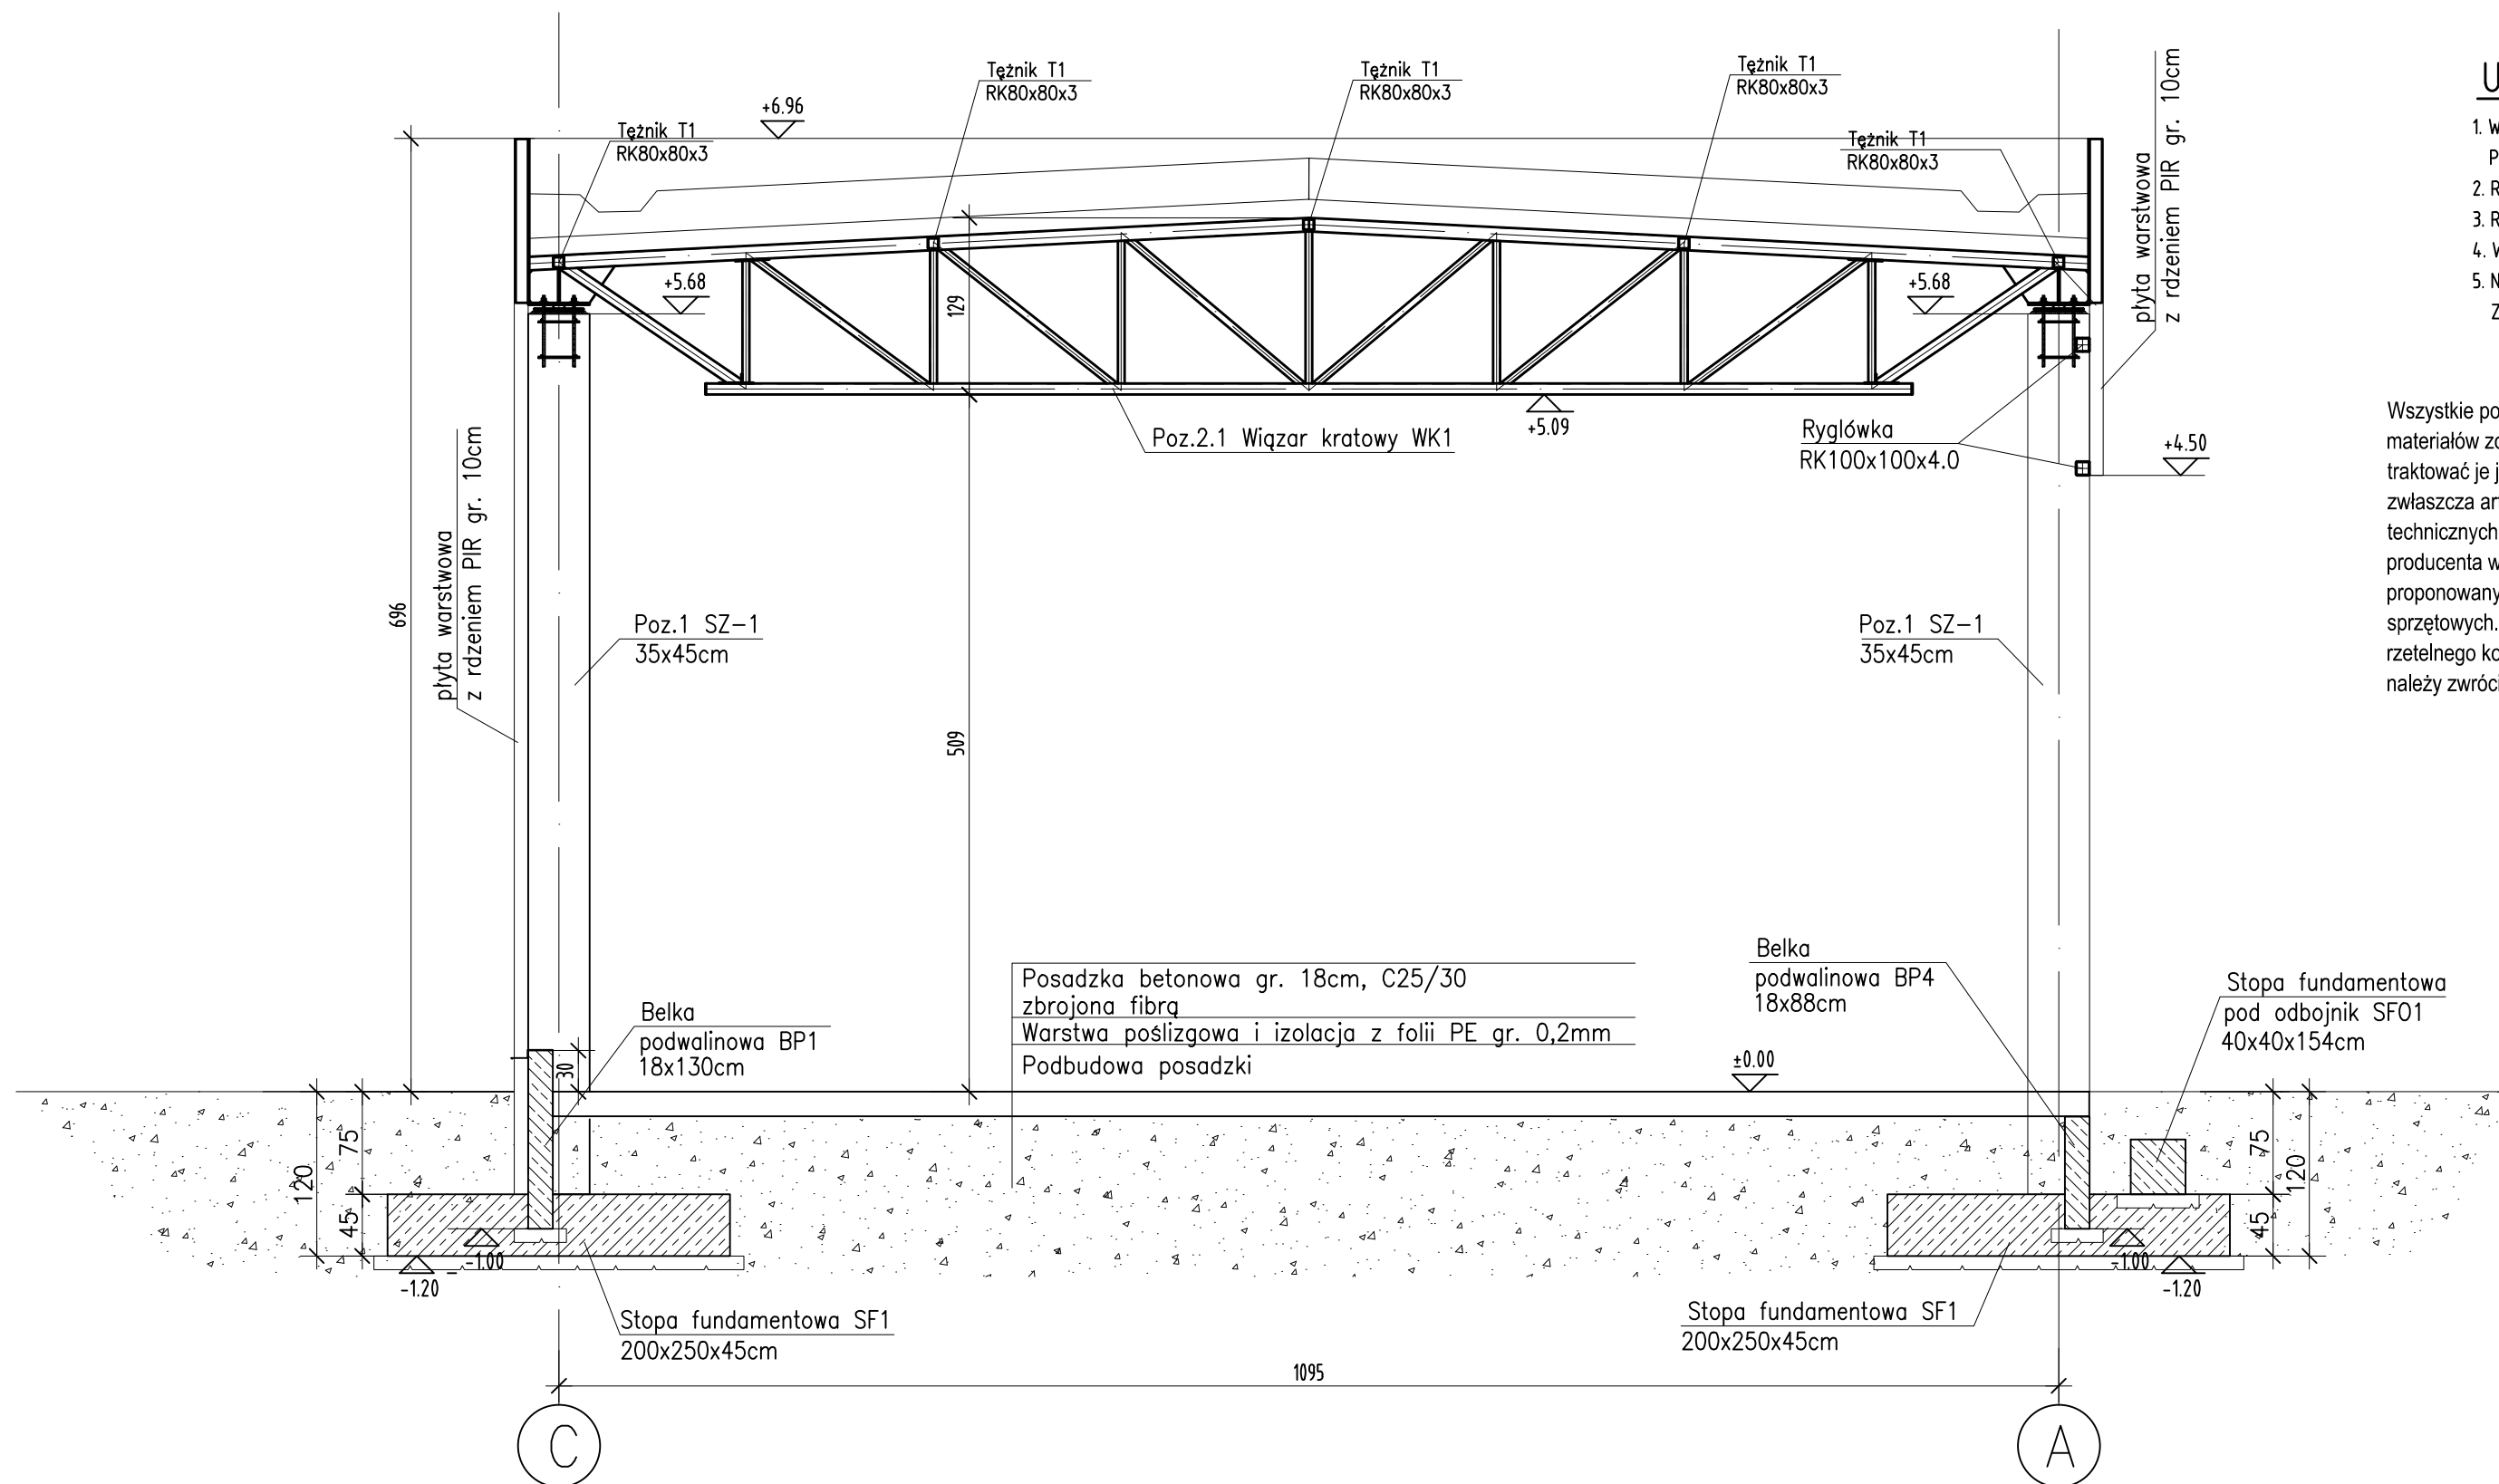 Tężnik T1
RK80x80x3
Tężnik T1
RK80x80x3
Tężnik T1
RK80x80x3
Tężnik T1
RK80x80x3
Tężnik T1
RK80x80x3
+6.96
+5.68
+5.68
129
płyta warstwowa
z rdzeniem PIR gr. 10cm
Poz.2.1 Wiązar kratowy WK1
+5.09
Ryglówka
RK100x100x4.0
+4.50
płyta warstwowa
z rdzeniem PIR gr. 10cm
696
Poz.1 SZ-1
35x45cm
Poz.1 SZ-1
35x45cm
509
Posadzka betonowa gr. 18cm, C25/30
zbrojona fibrą
Warstwa poślizgowa i izolacja z folii PE gr. 0,2mm
Podbudowa posadzki
Belka
podwalinowa BP1
18x130cm
30
±0.00
Belka
podwalinowa BP4
18x88cm
Stopa fundamentowa
pod odbojnik SFO1
40x40x154cm
75
120
45
75
120
45
-1.00
-1.20
-1.00
-1.20
Stopa fundamentowa SF1
200x250x45cm
Stopa fundamentowa SF1
200x250x45cm
1095
C
A
U
1. W
P
2. R
3. R
4. W
5. N
Z
Wszystkie po
materiałów zo
traktować je j
zwłaszcza ar
technicznych
producenta w
proponowany
sprzętowych.
rzetelnego ko
należy zwróci